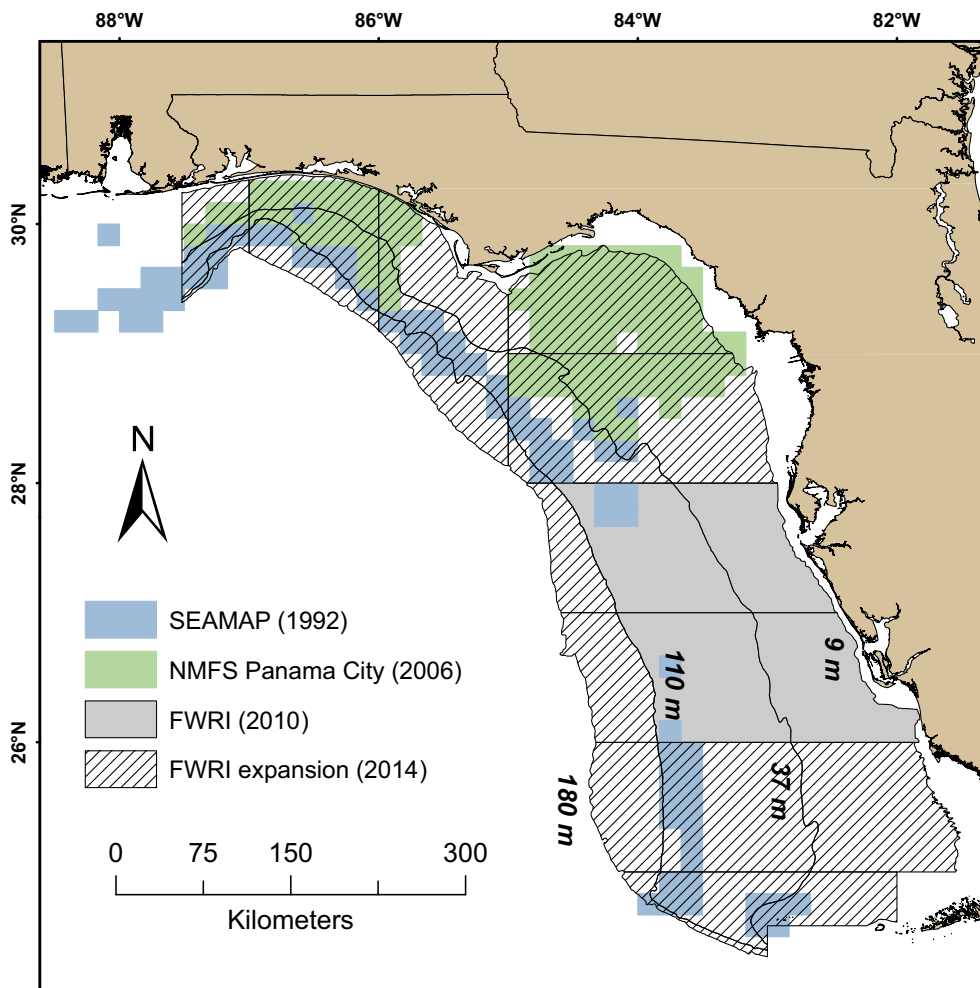 88°W 86°W 84°W 82°W
30°N
28°N
26°N
N
SEAMAP (1992)
NMFS Panama City (2006)
FWRI (2010)
FWRI expansion (2014)
9 m
110 m
37 m
180 m
0 75 150 300
Kilometers